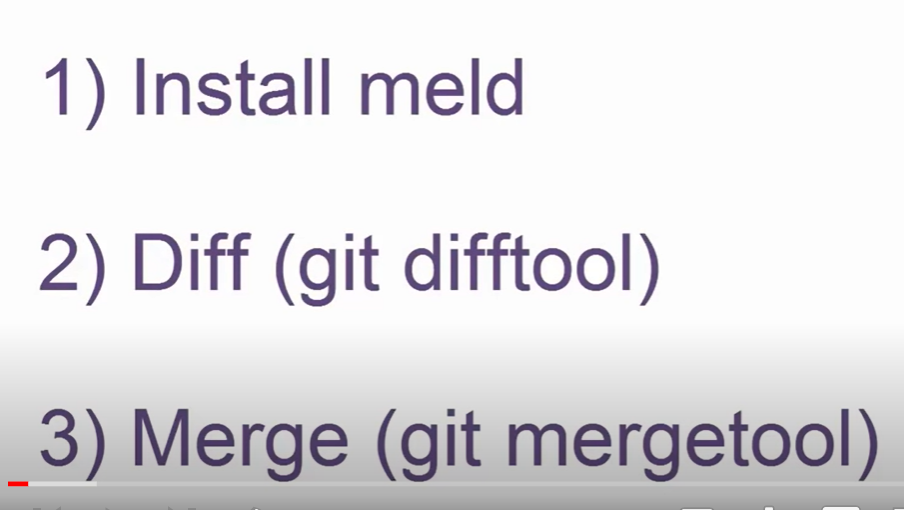 1) Install meld
2) Diff (git difftool)
3) Merge (git mergetool)